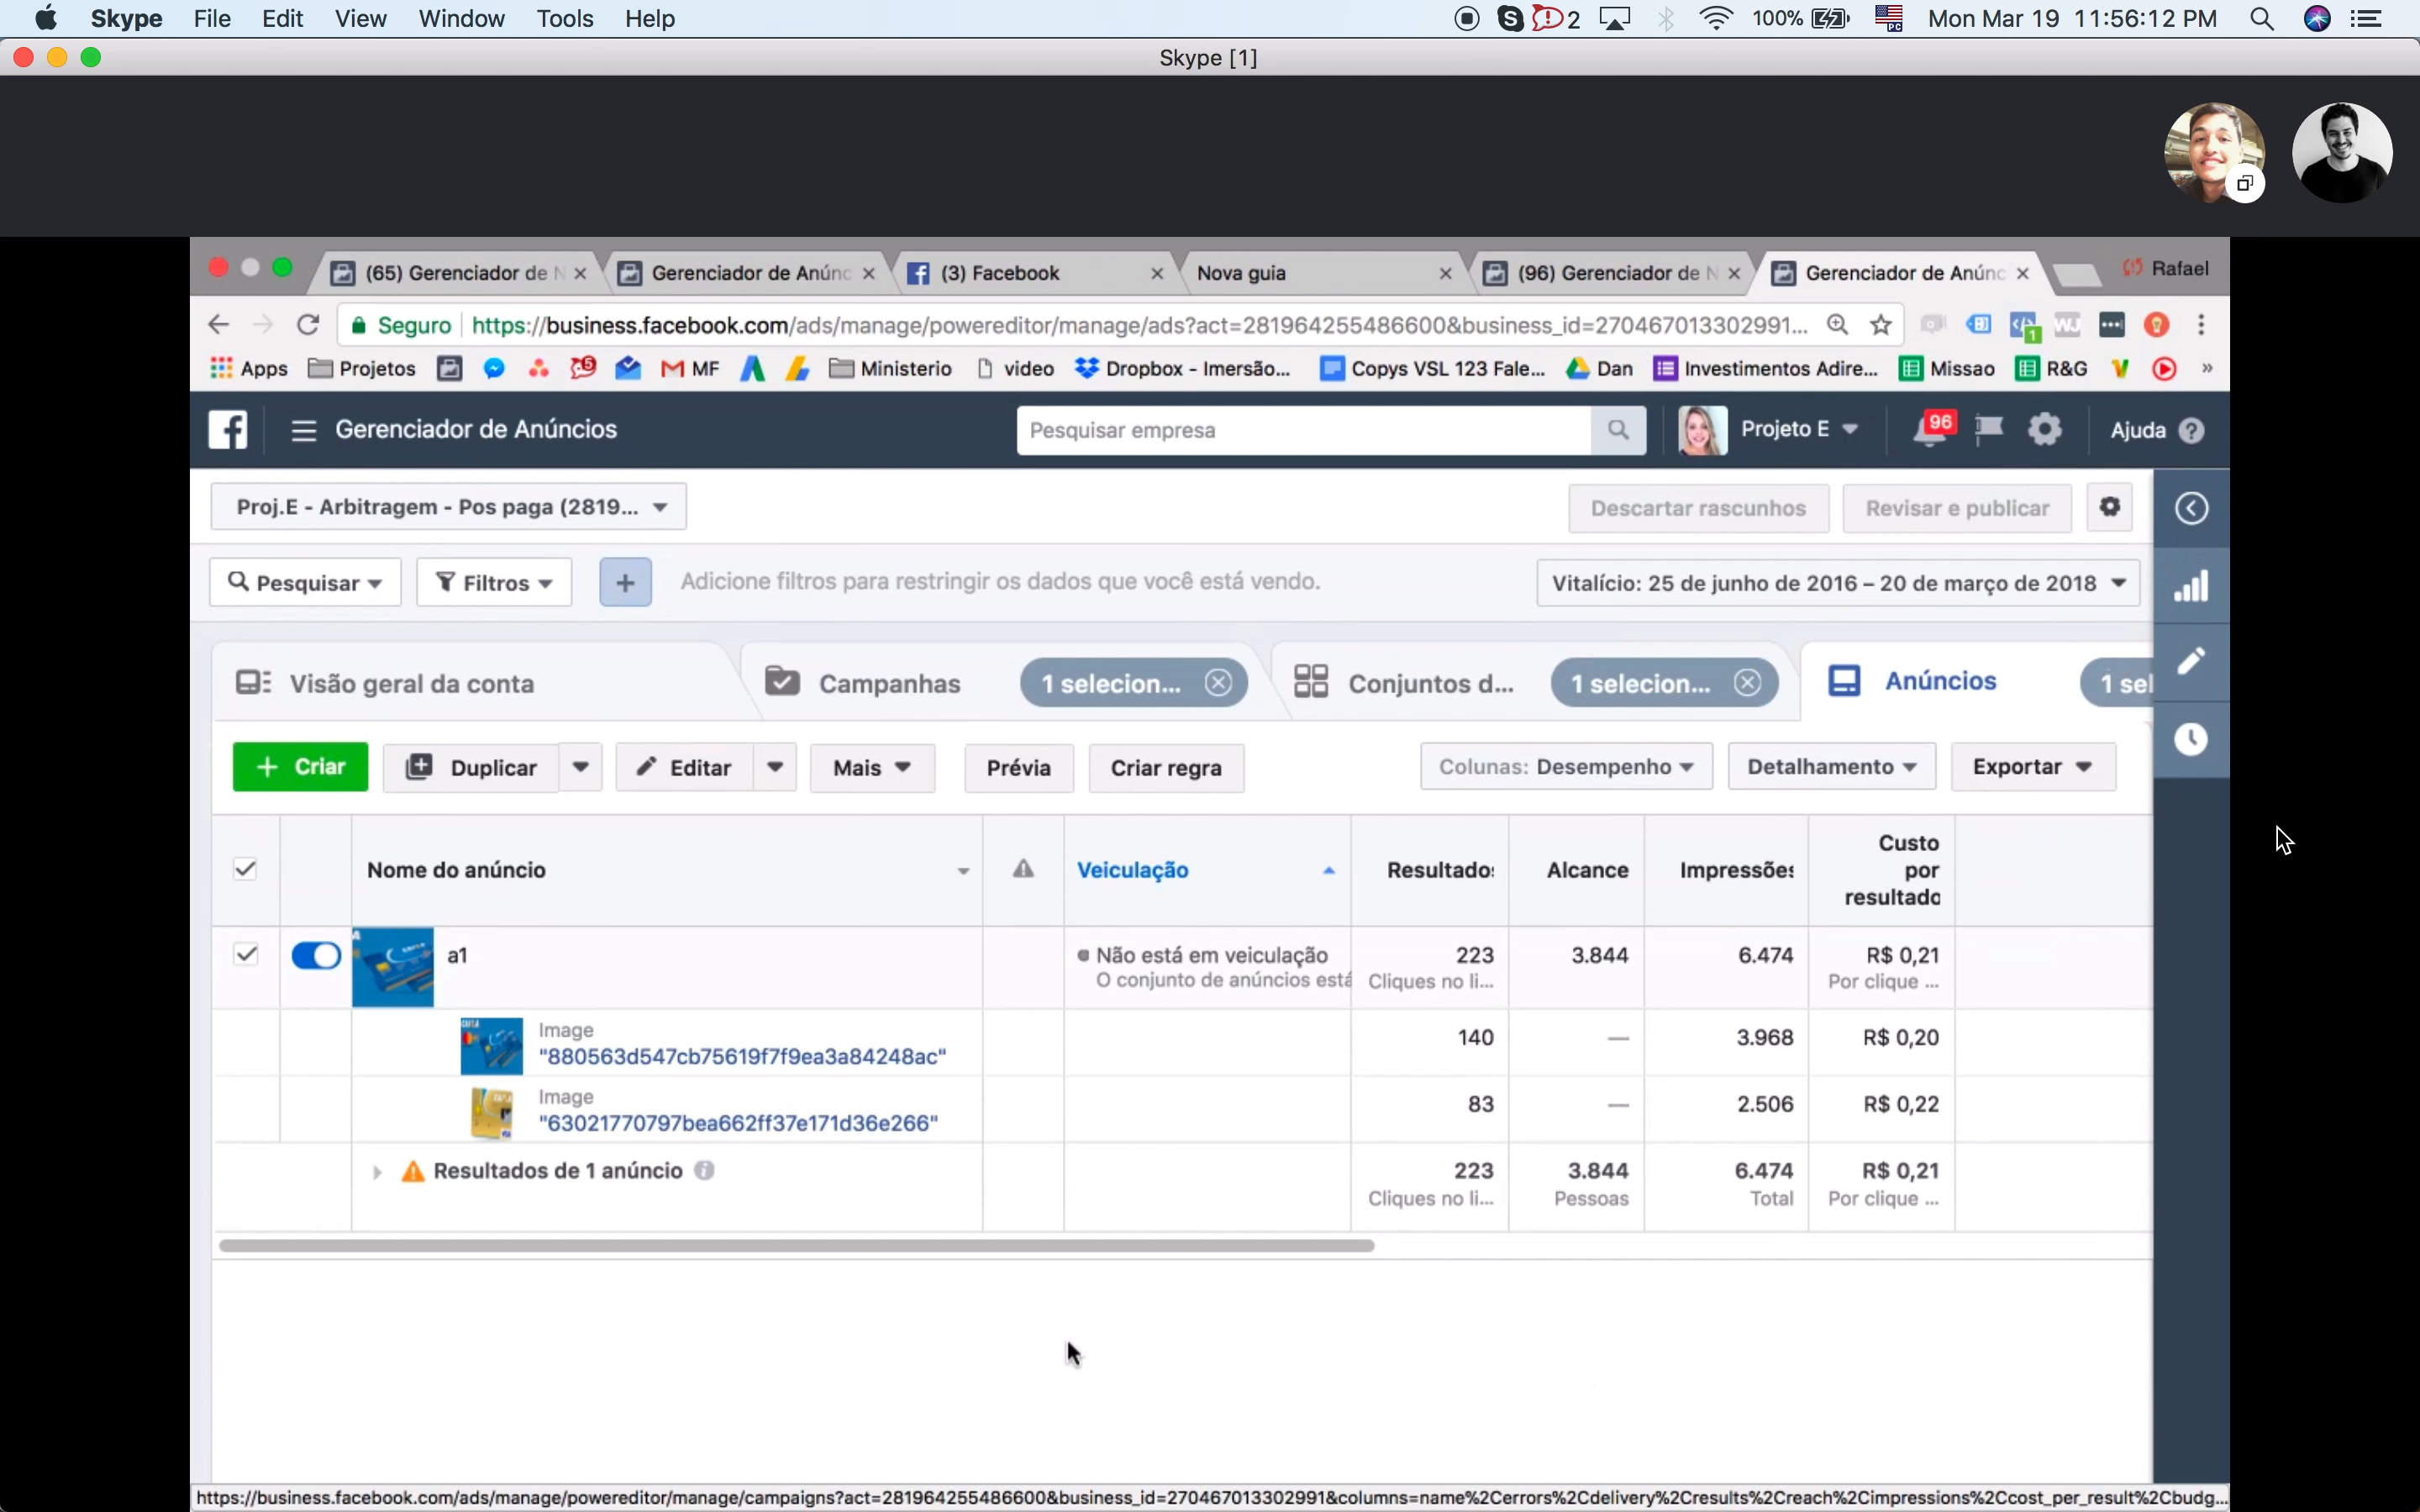 Skype File Edit View Window Tools Help 2 100% Mon Mar 19 11:56:12 PM
Skype [1]
(65) Gerenciador de N Gerenciador de Anúnc (3) Facebook Nova guia (96) Gerenciador de N Gerenciador de Anúnc Rafael
Seguro https://business.facebook.com/ads/manage/powereditor/manage/ads?act=281964255486600&business_id=270467013302991...
Apps Projetos MF Ministerio video Dropbox - Imersão... Copys VSL 123 Fale... Dan Investimentos Adire... Missao R&G »
Gerenciador de Anúncios Pesquisar empresa Projeto E 96 Ajuda
Proj.E - Arbitragem - Pos paga (2819... Descartar rascunhos Revisar e publicar
Pesquisar Filtros + Adicione filtros para restringir os dados que você está vendo. Vitalício: 25 de junho de 2016 – 20 de março de 2018
Visão geral da conta Campanhas 1 selecion... Conjuntos d... 1 selecion... Anúncios 1 sel
+ Criar Duplicar Editar Mais Prévia Criar regra Colunas: Desempenho Detalhamento Exportar
Nome do anúncio Veiculação Resultados Alcance Impressões Custo por resultado
a1 Não está em veiculação 223 3.844 6.474 R$ 0,21
O conjunto de anúncios está Cliques no li... Por clique ...
Image
"880563d547cb75619f7f9ea3a84248ac" 140 — 3.968 R$ 0,20
Image
"63021770797bea662ff37e171d36e266" 83 — 2.506 R$ 0,22
Resultados de 1 anúncio 223 3.844 6.474 R$ 0,21
Cliques no li... Pessoas Total Por clique ...
https://business.facebook.com/ads/manage/powereditor/manage/campaigns?act=281964255486600&business_id=270467013302991&columns=name%2Cerrors%2Cdelivery%2Cresults%2Creach%2Cimpressions%2Ccost_per_result%2Cbudg...